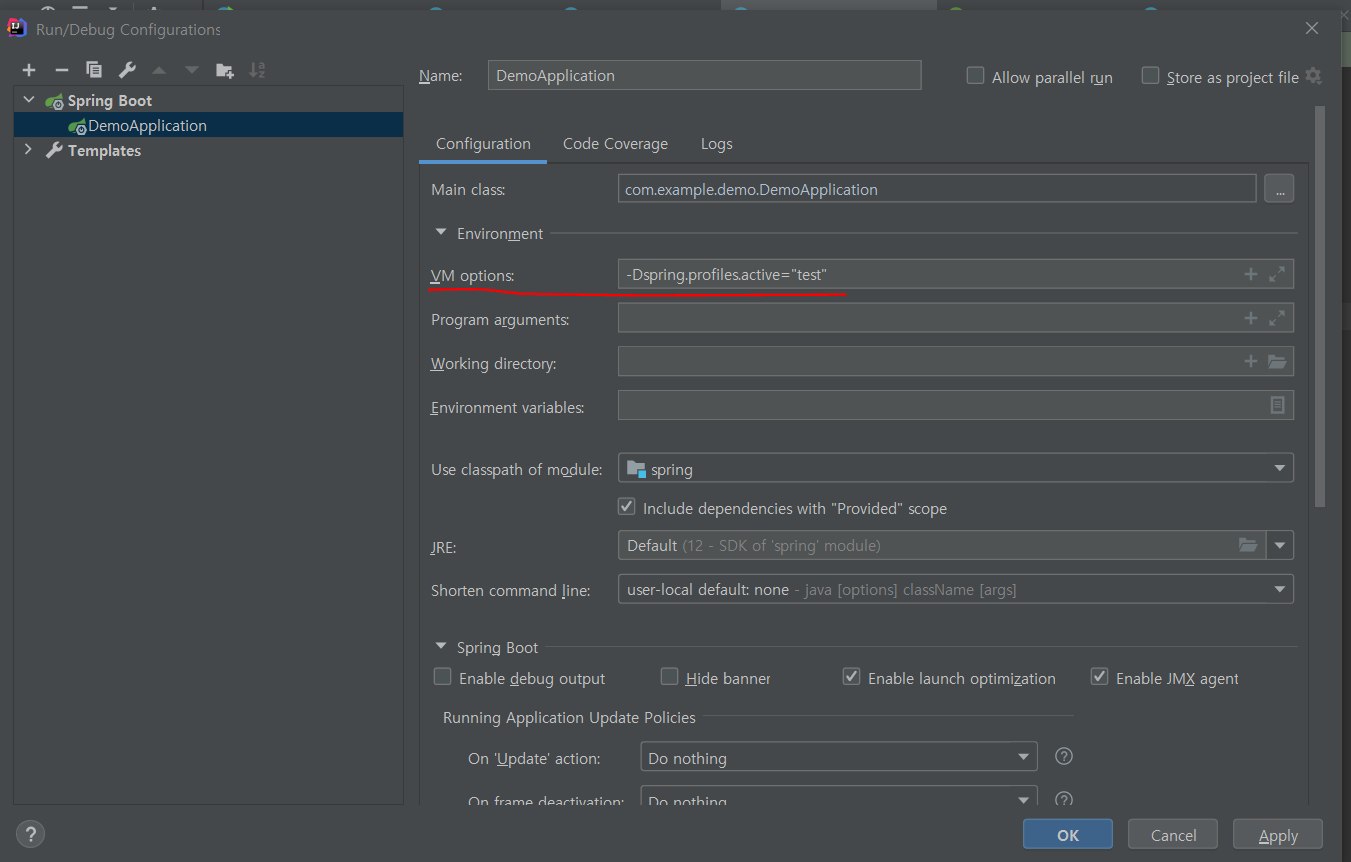 Run/Debug Configurations
Name: DemoApplication Allow parallel run Store as project file
Spring Boot
DemoApplication
Templates
Configuration Code Coverage Logs
Main class: com.example.demo.DemoApplication ...
Environment
VM options: -Dspring.profiles.active="test"
Program arguments:
Working directory:
Environment variables:
Use classpath of module: spring
Include dependencies with "Provided" scope
JRE: Default (12 - SDK of 'spring' module)
Shorten command line: user-local default: none - java [options] className [args]
Spring Boot
Enable debug output Hide banner Enable launch optimization Enable JMX agent
Running Application Update Policies
On 'Update' action: Do nothing ?
On frame deactivation: Do nothing ?
? OK Cancel Apply